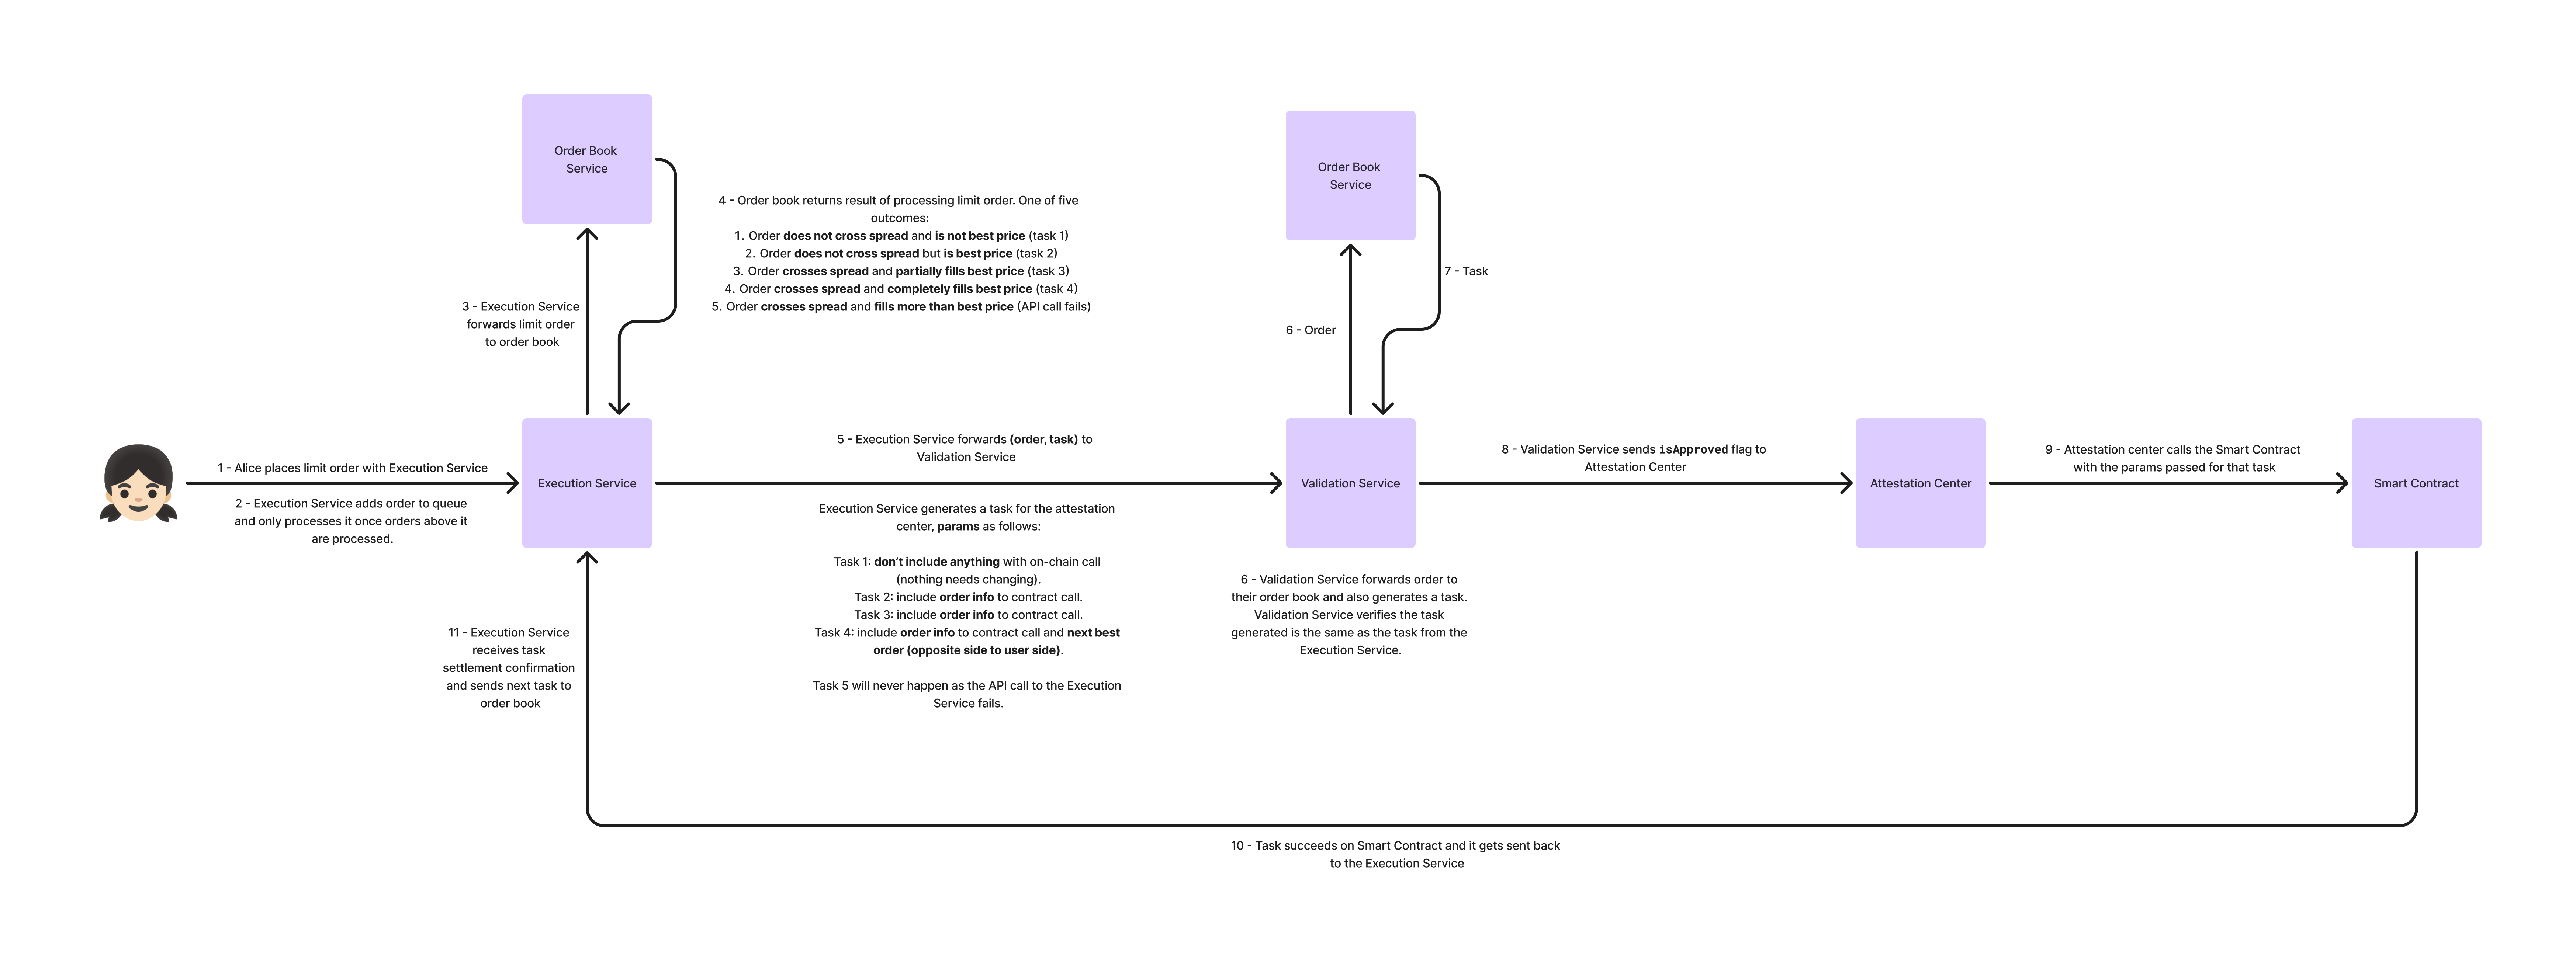 Order Book
Service
Order Book
Service
4 - Order book returns result of processing limit order. One of five
outcomes:
1. Order does not cross spread and is not best price (task 1)
2. Order does not cross spread but is best price (task 2)
3. Order crosses spread and partially fills best price (task 3)
4. Order crosses spread and completely fills best price (task 4)
5. Order crosses spread and fills more than best price (API call fails)
7 - Task
3 - Execution Service
forwards limit order
to order book
6 - Order
1 - Alice places limit order with Execution Service
2 - Execution Service adds order to queue
and only processes it once orders above it
are processed.
Execution Service
5 - Execution Service forwards (order, task) to
Validation Service
Execution Service generates a task for the attestation
center, params as follows:
Task 1: don't include anything with on-chain call
(nothing needs changing).
Task 2: include order info to contract call.
Task 3: include order info to contract call.
Task 4: include order info to contract call and next best
order (opposite side to user side).
Task 5 will never happen as the API call to the Execution
Service fails.
Validation Service
6 - Validation Service forwards order to
their order book and also generates a task.
Validation Service verifies the task
generated is the same as the task from the
Execution Service.
8 - Validation Service sends isApproved flag to
Attestation Center
Attestation Center
9 - Attestation center calls the Smart Contract
with the params passed for that task
Smart Contract
11 - Execution Service
receives task
settlement confirmation
and sends next task to
order book
10 - Task succeeds on Smart Contract and it gets sent back
to the Execution Service